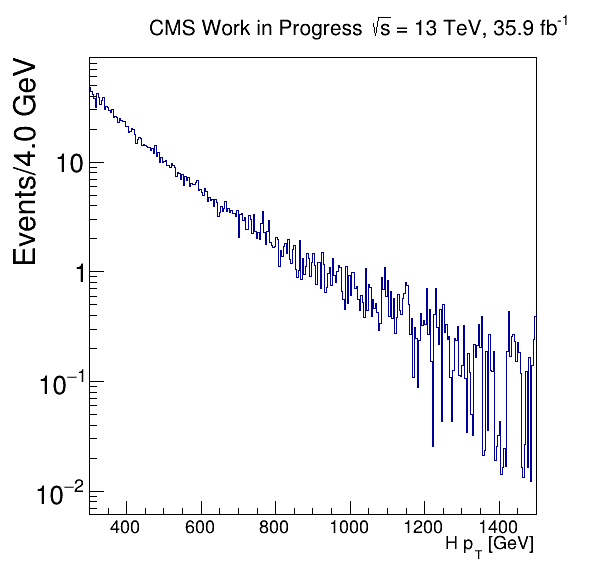 CMS Work in Progress √s = 13 TeV, 35.9 fb⁻¹
Events/4.0 GeV
10
1
10⁻¹
10⁻²
400 600 800 1000 1200 1400
H p_T [GeV]